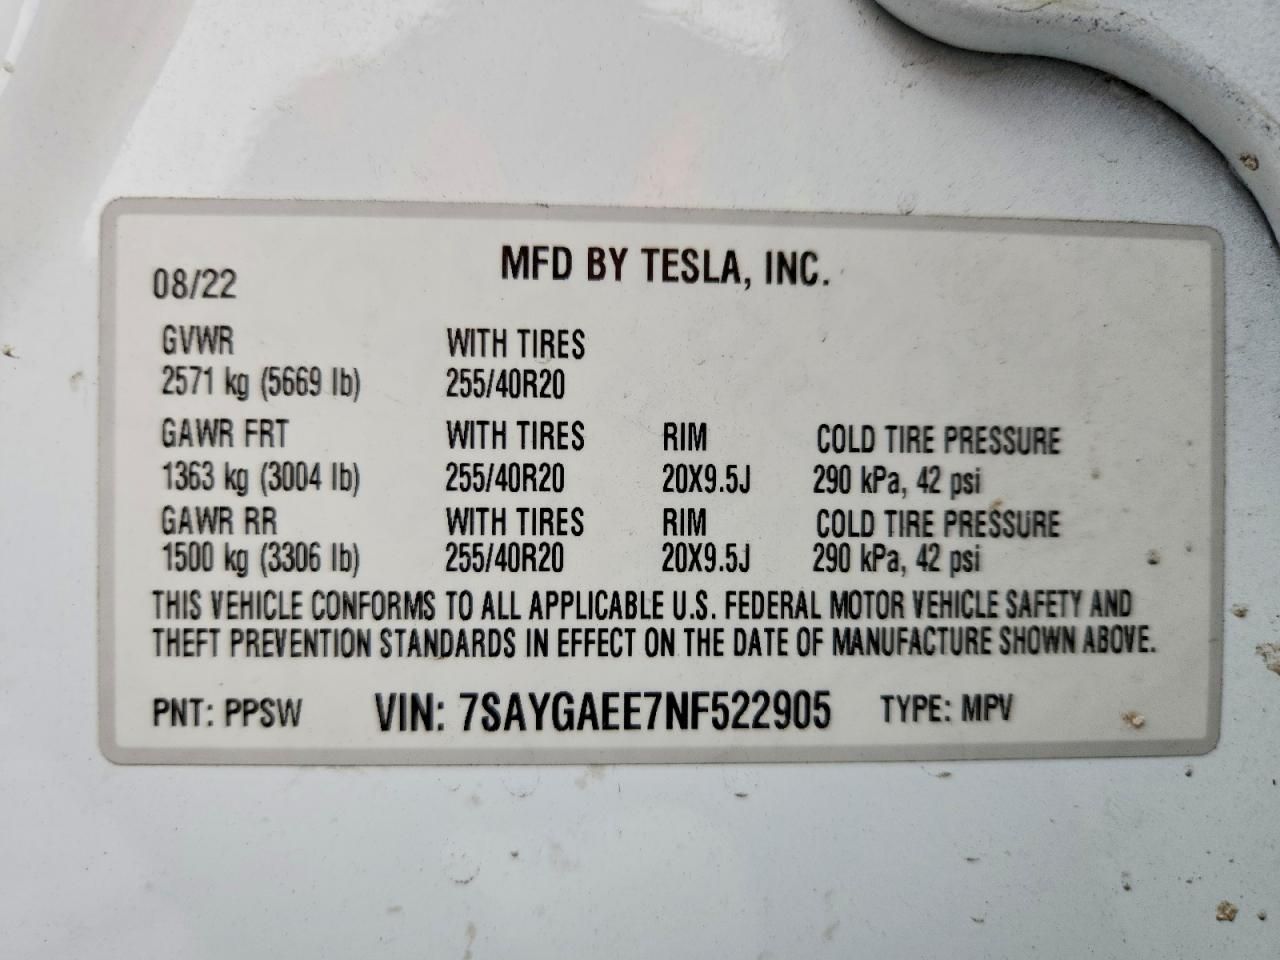 MFD BY TESLA, INC.
08/22
GVWR WITH TIRES
2571 kg (5669 lb) 255/40R20
GAWR FRT WITH TIRES RIM COLD TIRE PRESSURE
1363 kg (3004 lb) 255/40R20 20X9.5J 290 kPa, 42 psi
GAWR RR WITH TIRES RIM COLD TIRE PRESSURE
1500 kg (3306 lb) 255/40R20 20X9.5J 290 kPa, 42 psi
THIS VEHICLE CONFORMS TO ALL APPLICABLE U.S. FEDERAL MOTOR VEHICLE SAFETY AND
THEFT PREVENTION STANDARDS IN EFFECT ON THE DATE OF MANUFACTURE SHOWN ABOVE.
PNT: PPSW VIN: 7SAYGAEE7NF522905 TYPE: MPV